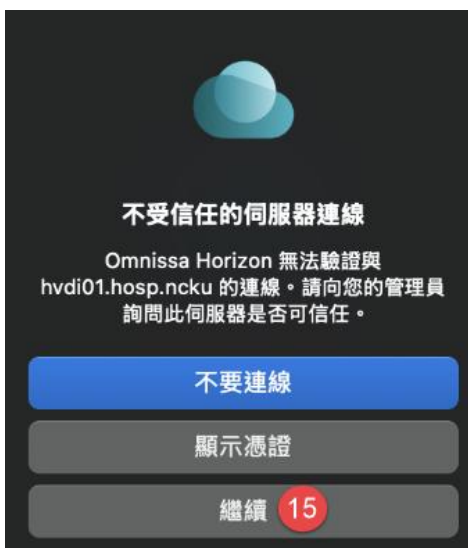 不受信任的伺服器連線
Omnissa Horizon 無法驗證與
hvdi01.hosp.ncku 的連線。請向您的管理員
詢問此伺服器是否可信任。
不要連線
顯示憑證
繼續 15